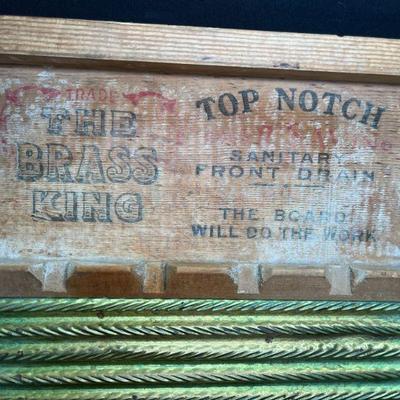 TRADE
THE
BRASS
KING
TOP NOTCH
SANITARY
FRONT DRAIN
THE BOARD
WILL DO THE WORK